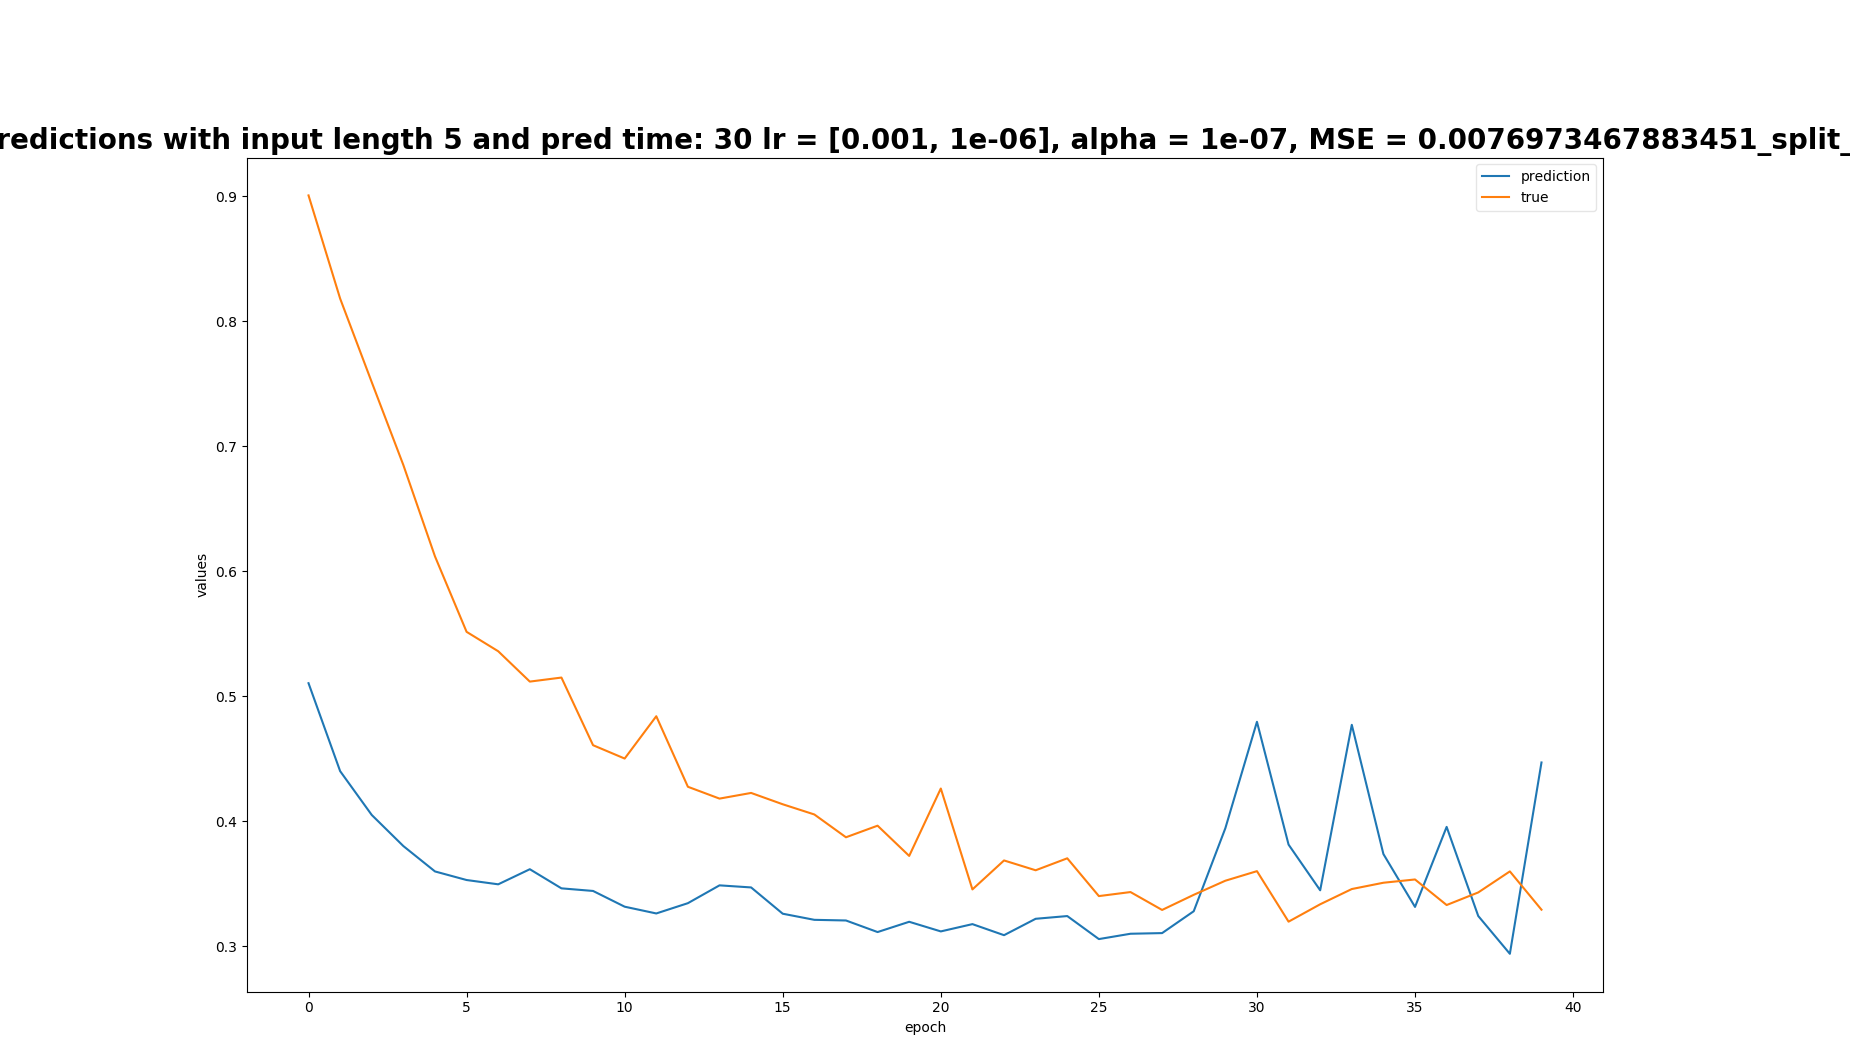 redictions with input length 5 and pred time: 30 lr = [0.001, 1e-06], alpha = 1e-07, MSE = 0.0076973467883451_split_
prediction
true
0.9
0.8
0.7
0.6
0.5
0.4
0.3
values
0 5 10 15 20 25 30 35 40
epoch